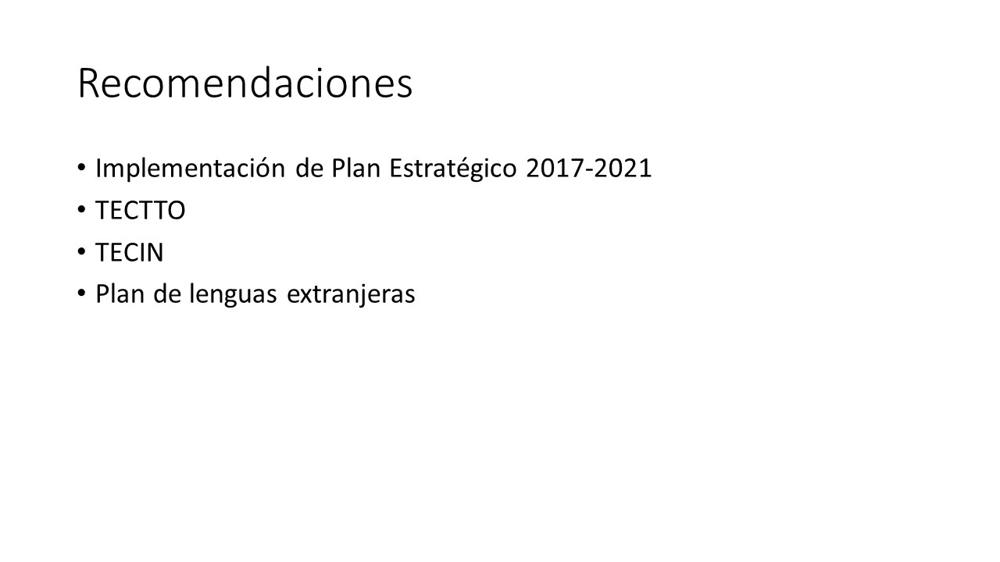 Recomendaciones
• Implementación de Plan Estratégico 2017-2021
• TECTTO
• TECIN
• Plan de lenguas extranjeras